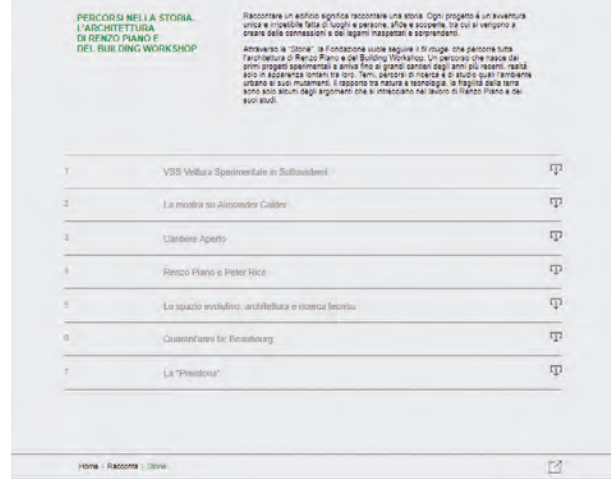 PERCORSI NELLA STORIA.
L'ARCHITETTURA
DI RENZO PIANO E
DEL BUILDING WORKSHOP
Raccontare un edificio significa raccontare una storia. Ogni progetto è un'avventura
unica e irripetibile fatta di luoghi e persone, sfide e scoperte, tra cui si vengono a
creare delle connessioni e dei legami inaspettati e sorprendenti.
Attraverso le "Storie", la Fondazione vuole seguire il fil rouge, che percorre tutta
l'architettura di Renzo Piano e del Building Workshop. Un percorso che nasce dai
primi progetti sperimentali e arriva fino ai grandi cantieri degli anni più recenti, realtà
solo in apparenza lontani tra loro. Temi, percorsi di ricerca e di studio quali l'ambiente
urbano ei suoi mutamenti, il rapporto tra natura e tecnologia, la fragilità della terra
sono solo alcuni degli argomenti che si intrecciano nel lavoro di Renzo Piano e dei
suoi studi.
1 VSS Vettura Sperimentale in Sottosistemi
2 La mostra su Alexander Calder
3 Cantiere Aperto
4 Renzo Piano e Peter Rice
5 Lo spazio evolutivo: architettura e ricerca
6 Quarant'anni for Beaubourg
7 La "Preistoria"
Home / Racconta / Storie